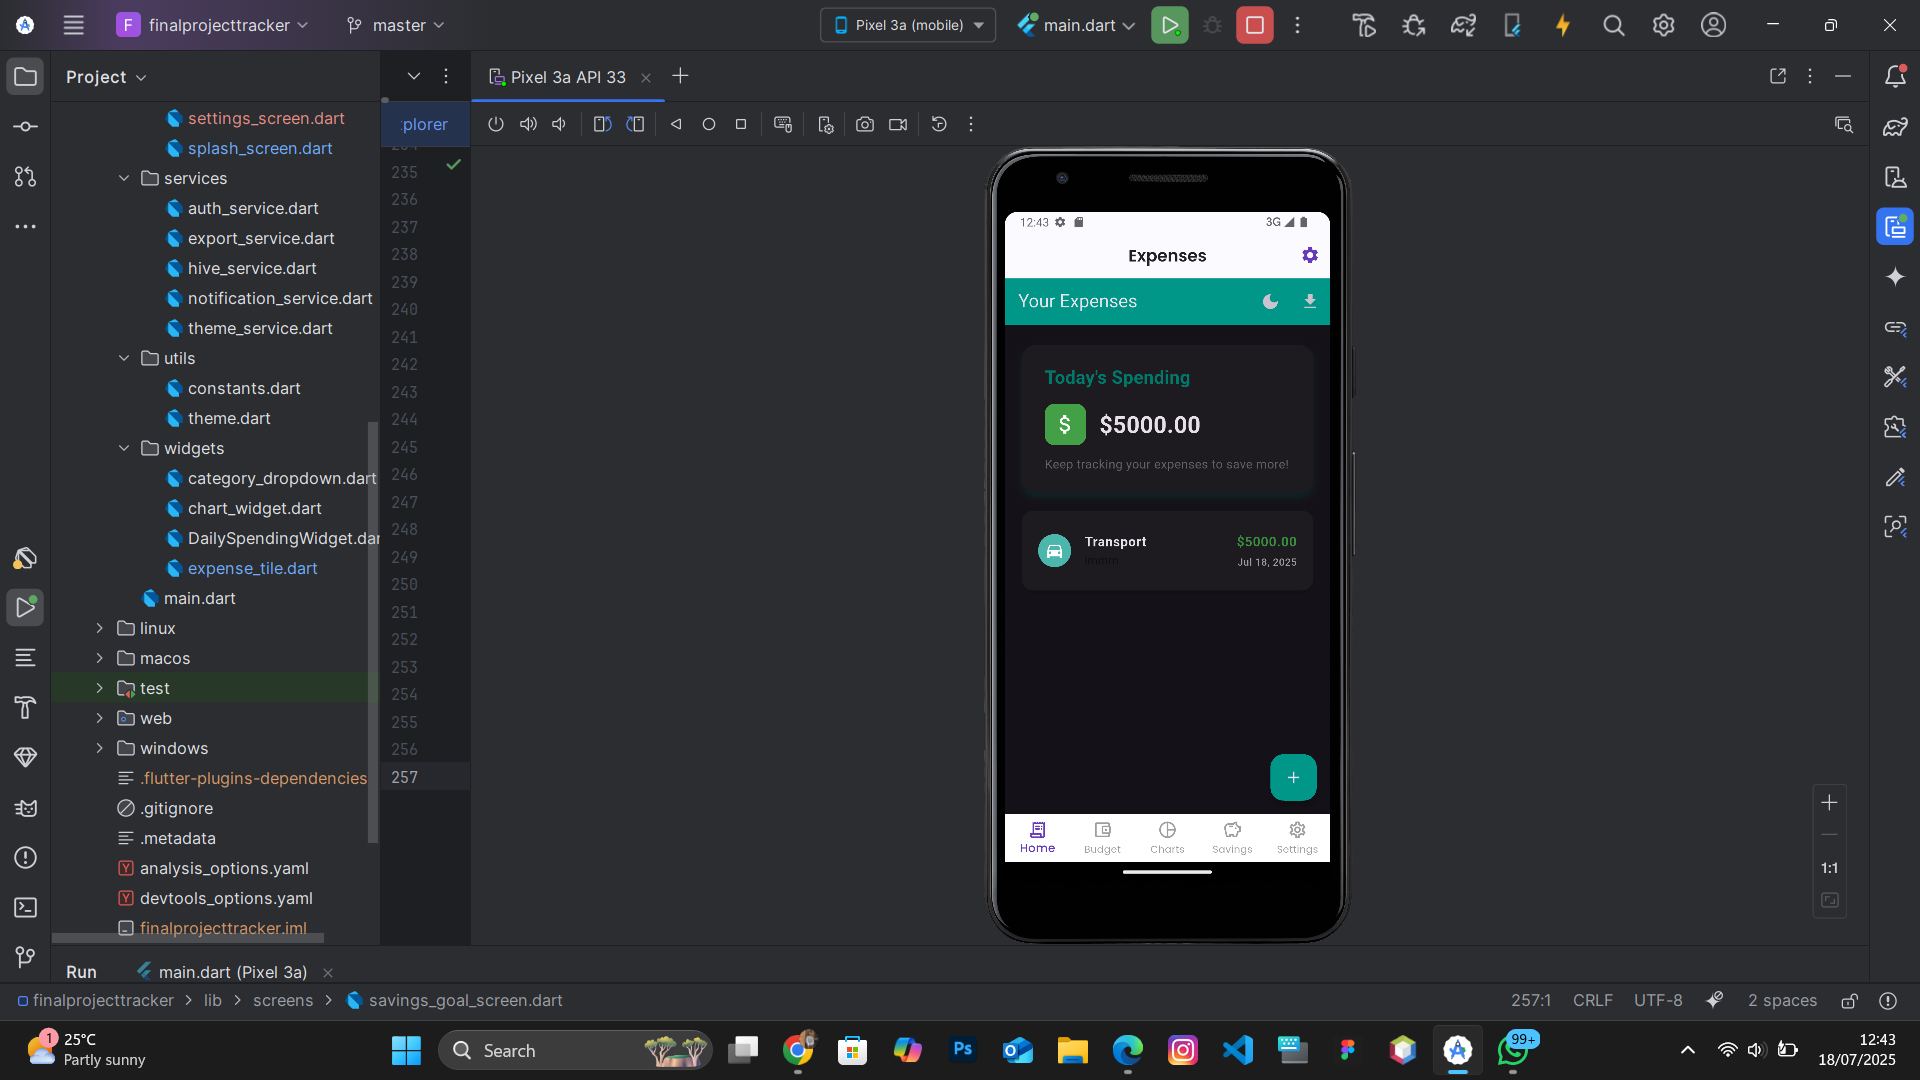 F finalprojecttracker
master
Pixel 3a (mobile)
main.dart
Project
Pixel 3a API 33
settings_screen.dart
splash_screen.dart
services
auth_service.dart
export_service.dart
hive_service.dart
notification_service.dart
theme_service.dart
utils
constants.dart
theme.dart
widgets
category_dropdown.dart
chart_widget.dart
DailySpendingWidget.dar
expense_tile.dart
main.dart
linux
macos
test
web
windows
.flutter-plugins-dependencies
.gitignore
.metadata
analysis_options.yaml
devtools_options.yaml
finalprojecttracker.iml
plorer
235
236
237
238
239
240
241
242
243
244
245
246
247
248
249
250
251
252
253
254
255
256
257
12:43
3G
Expenses
Your Expenses
Today's Spending
$ $5000.00
Keep tracking your expenses to save more!
Transport
$5000.00
Jul 18, 2025
Home
Budget
Charts
Savings
Settings
1:1
Run
main.dart (Pixel 3a)
finalprojecttracker > lib > screens > savings_goal_screen.dart
257:1 CRLF UTF-8 2 spaces
1
25°C
Partly sunny
Search
Ps
99+
12:43
18/07/2025